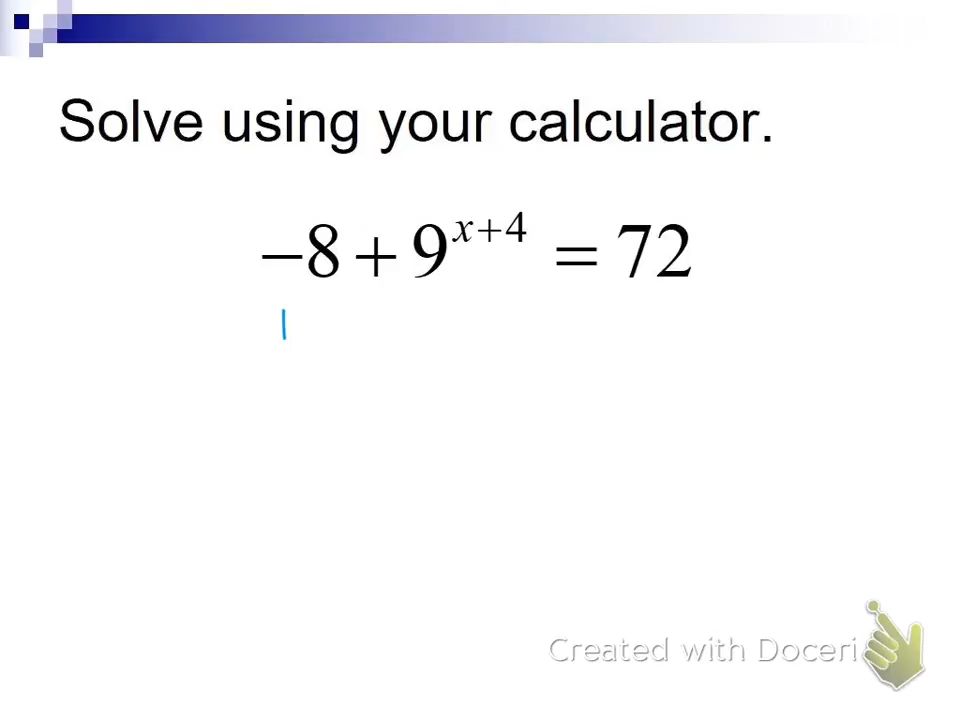 Solve using your calculator.
−8 + 9^{x+4} = 72
Created with Doceri